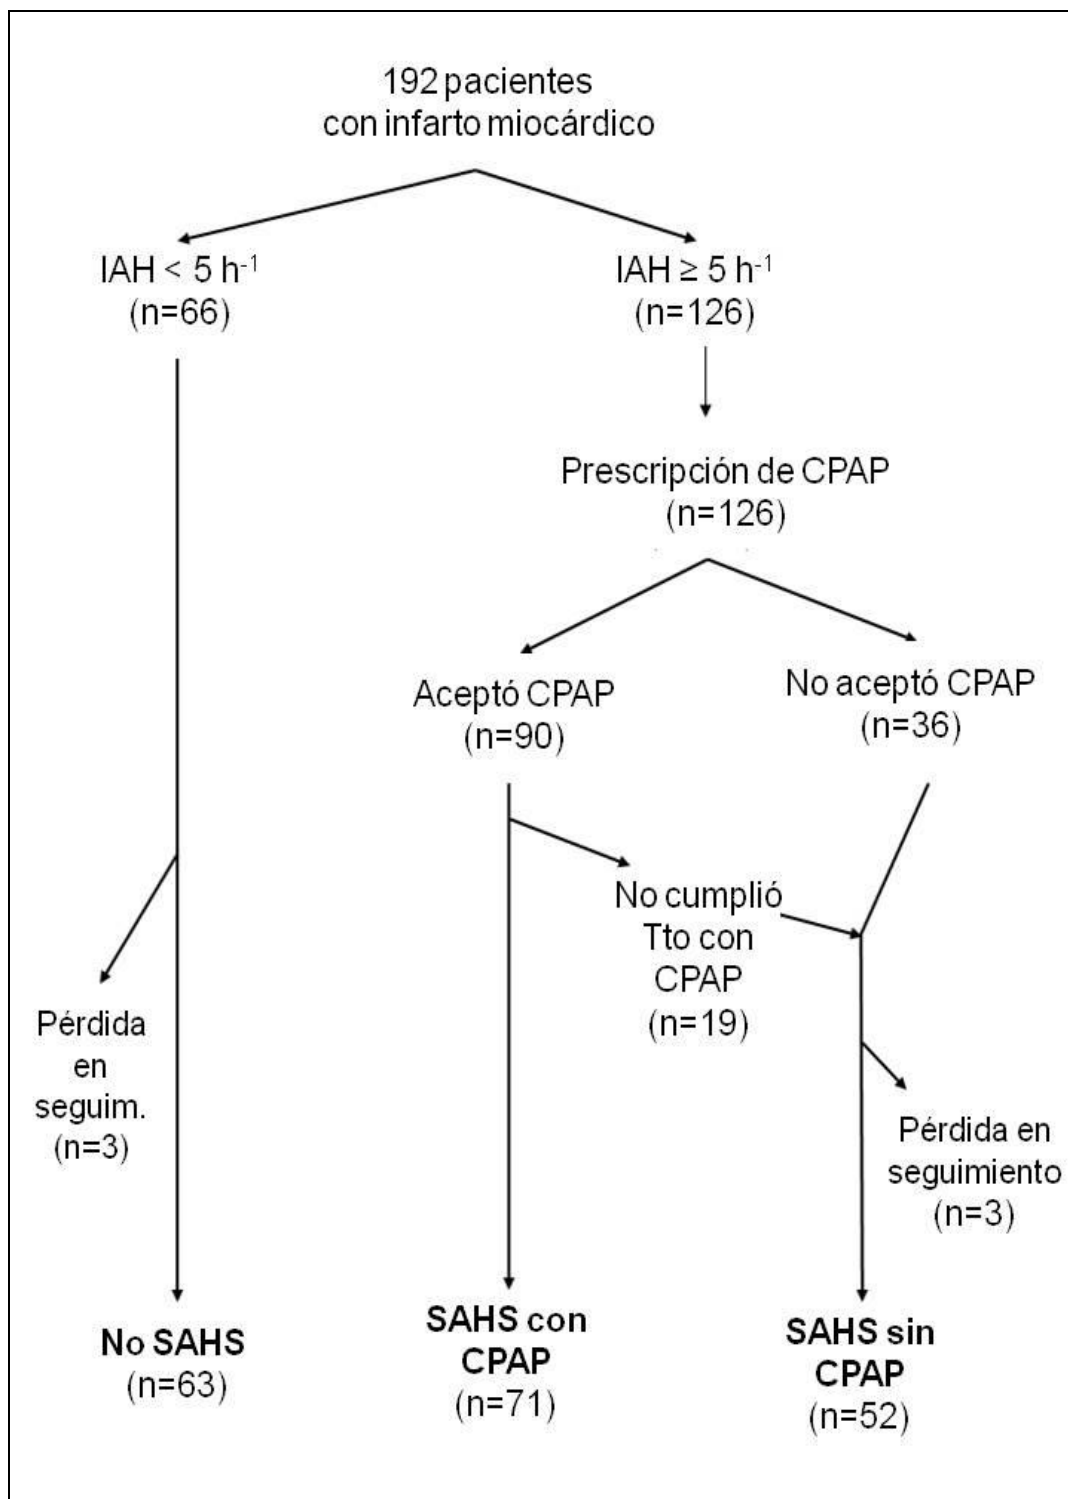 192 pacientes
con infarto miocárdico
IAH < 5 h-1
(n=66)
IAH ≥ 5 h-1
(n=126)
Prescripción de CPAP
(n=126)
Aceptó CPAP
(n=90)
No aceptó CPAP
(n=36)
No cumplió
Tto con
CPAP
(n=19)
Pérdida
en
seguim.
(n=3)
Pérdida en
seguimiento
(n=3)
No SAHS
(n=63)
SAHS con
CPAP
(n=71)
SAHS sin
CPAP
(n=52)